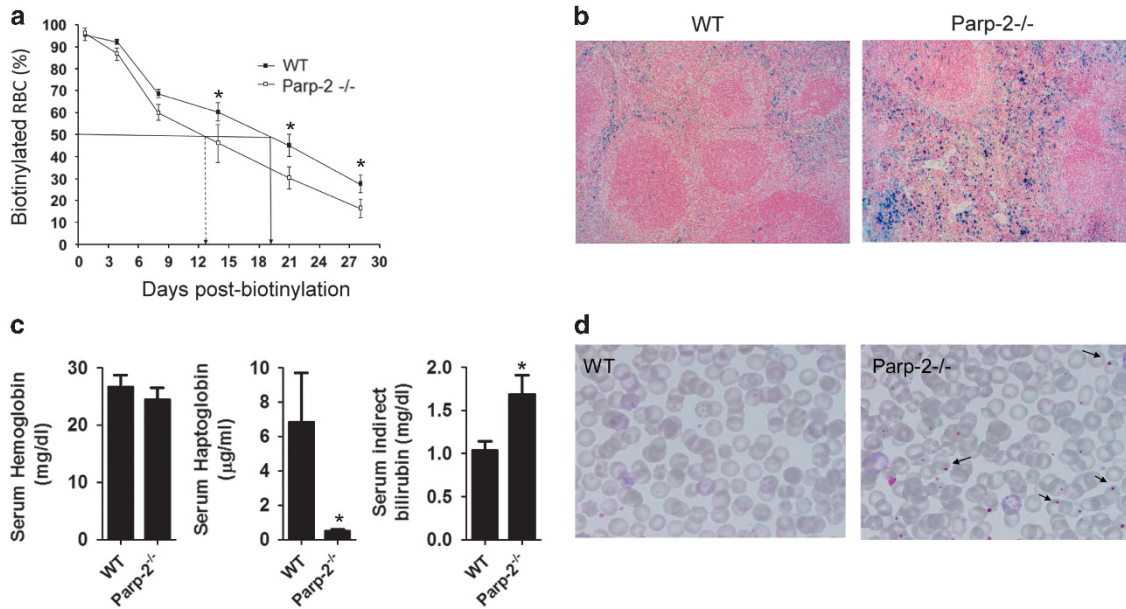 a
Biotinylated RBC (%)
100
90
80
70
60
50
40
30
20
10
0
0 3 6 9 12 15 18 21 24 27 30
Days post-biotinylation
WT
Parp-2 -/-
*
*
*
b
WT
Parp-2-/-
c
Serum Hemoglobin
(mg/dl)
30
20
10
0
WT
Parp-2-/-
Serum Haptoglobin
(μg/ml)
10
8
6
4
2
0
*
WT
Parp-2-/-
Serum indirect
bilirubin (mg/dl)
2.0
1.5
1.0
0.5
0.0
*
WT
Parp-2-/-
d
WT
Parp-2-/-